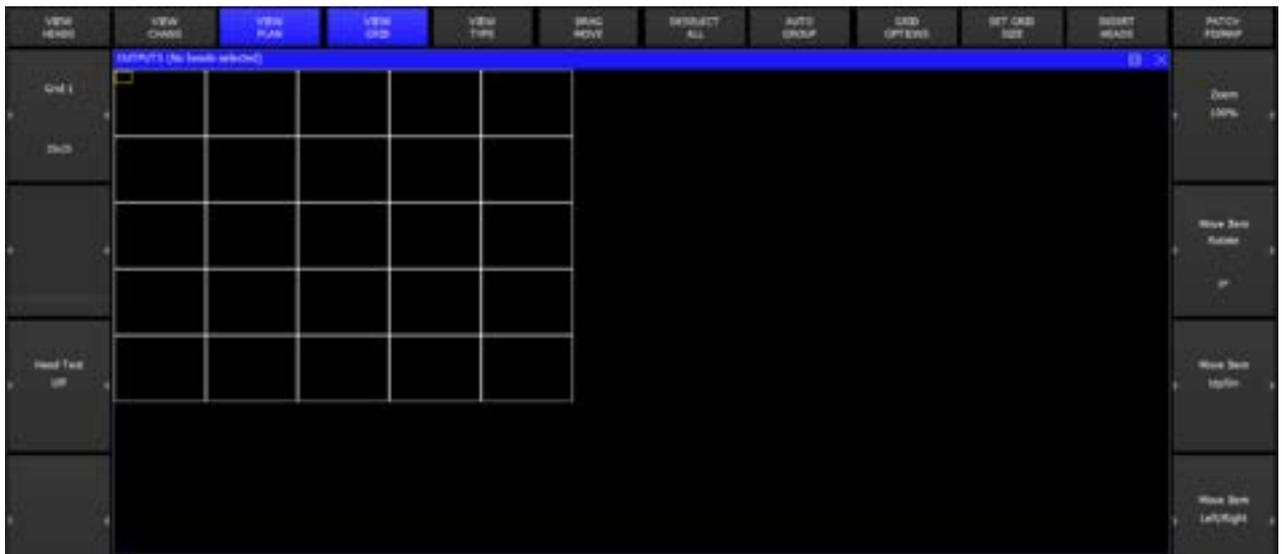 VIEW
HEADS
VIEW
CHANS
VIEW
PLAN
VIEW
GRID
VIEW
TYPE
DRAG
MOVE
DESELECT
ALL
AUTO
GROUP
GRID
OPTIONS
SET GRID
SIZE
INSERT
HEADS
PATCH
PIXMAP
OUTPUTS (No heads selected)
Grid 1
Head Text
Off
Zoom
100%
Move Item
Rotate
0°
Move Item
Up/Dn
Move Item
Left/Right